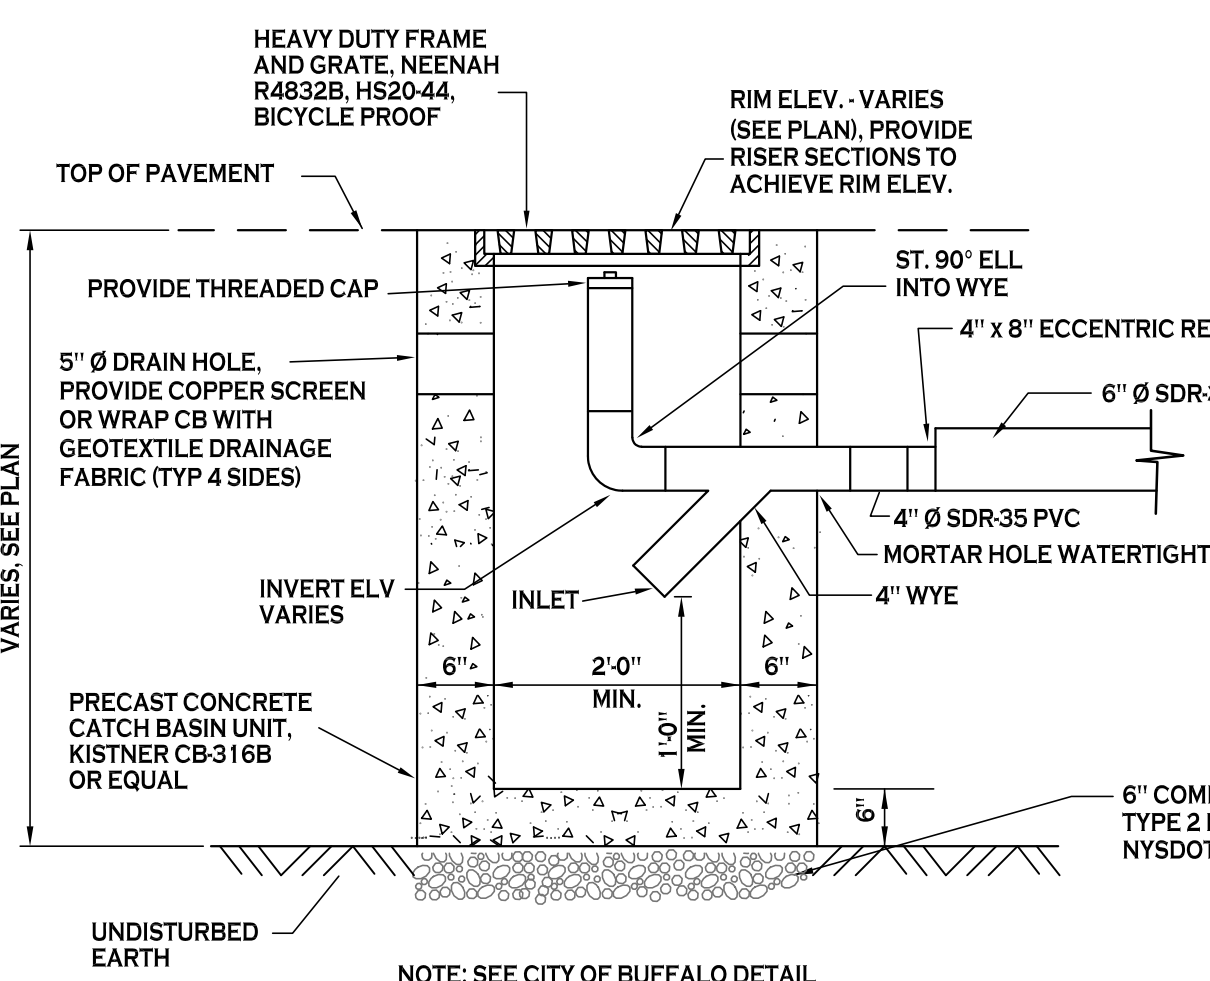 HEAVY DUTY FRAME
AND GRATE, NEENAH
R4832B, HS20-44,
BICYCLE PROOF
RIM ELEV. - VARIES
(SEE PLAN), PROVIDE
RISER SECTIONS TO
ACHIEVE RIM ELEV.
TOP OF PAVEMENT
ST. 90° ELL
INTO WYE
PROVIDE THREADED CAP
4" x 8" ECCENTRIC
5" Ø DRAIN HOLE,
PROVIDE COPPER SCREEN
OR WRAP CB WITH
GEOTEXTILE DRAINAGE
FABRIC (TYP 4 SIDES)
6" Ø
VARIES, SEE PLAN
4" Ø SDR-35 PVC
MORTAR HOLE WATERTIGHT
INVERT ELV
VARIES
INLET
4" WYE
6"
2'-0"
MIN.
6"
1'-0"
MIN.
PRECAST CONCRETE
CATCH BASIN UNIT,
KISTNER CB-316B
OR EQUAL
6"
6"
TYPE 2
UNDISTURBED
EARTH
NOTE: SEE CITY OF BUFFALO DETAIL